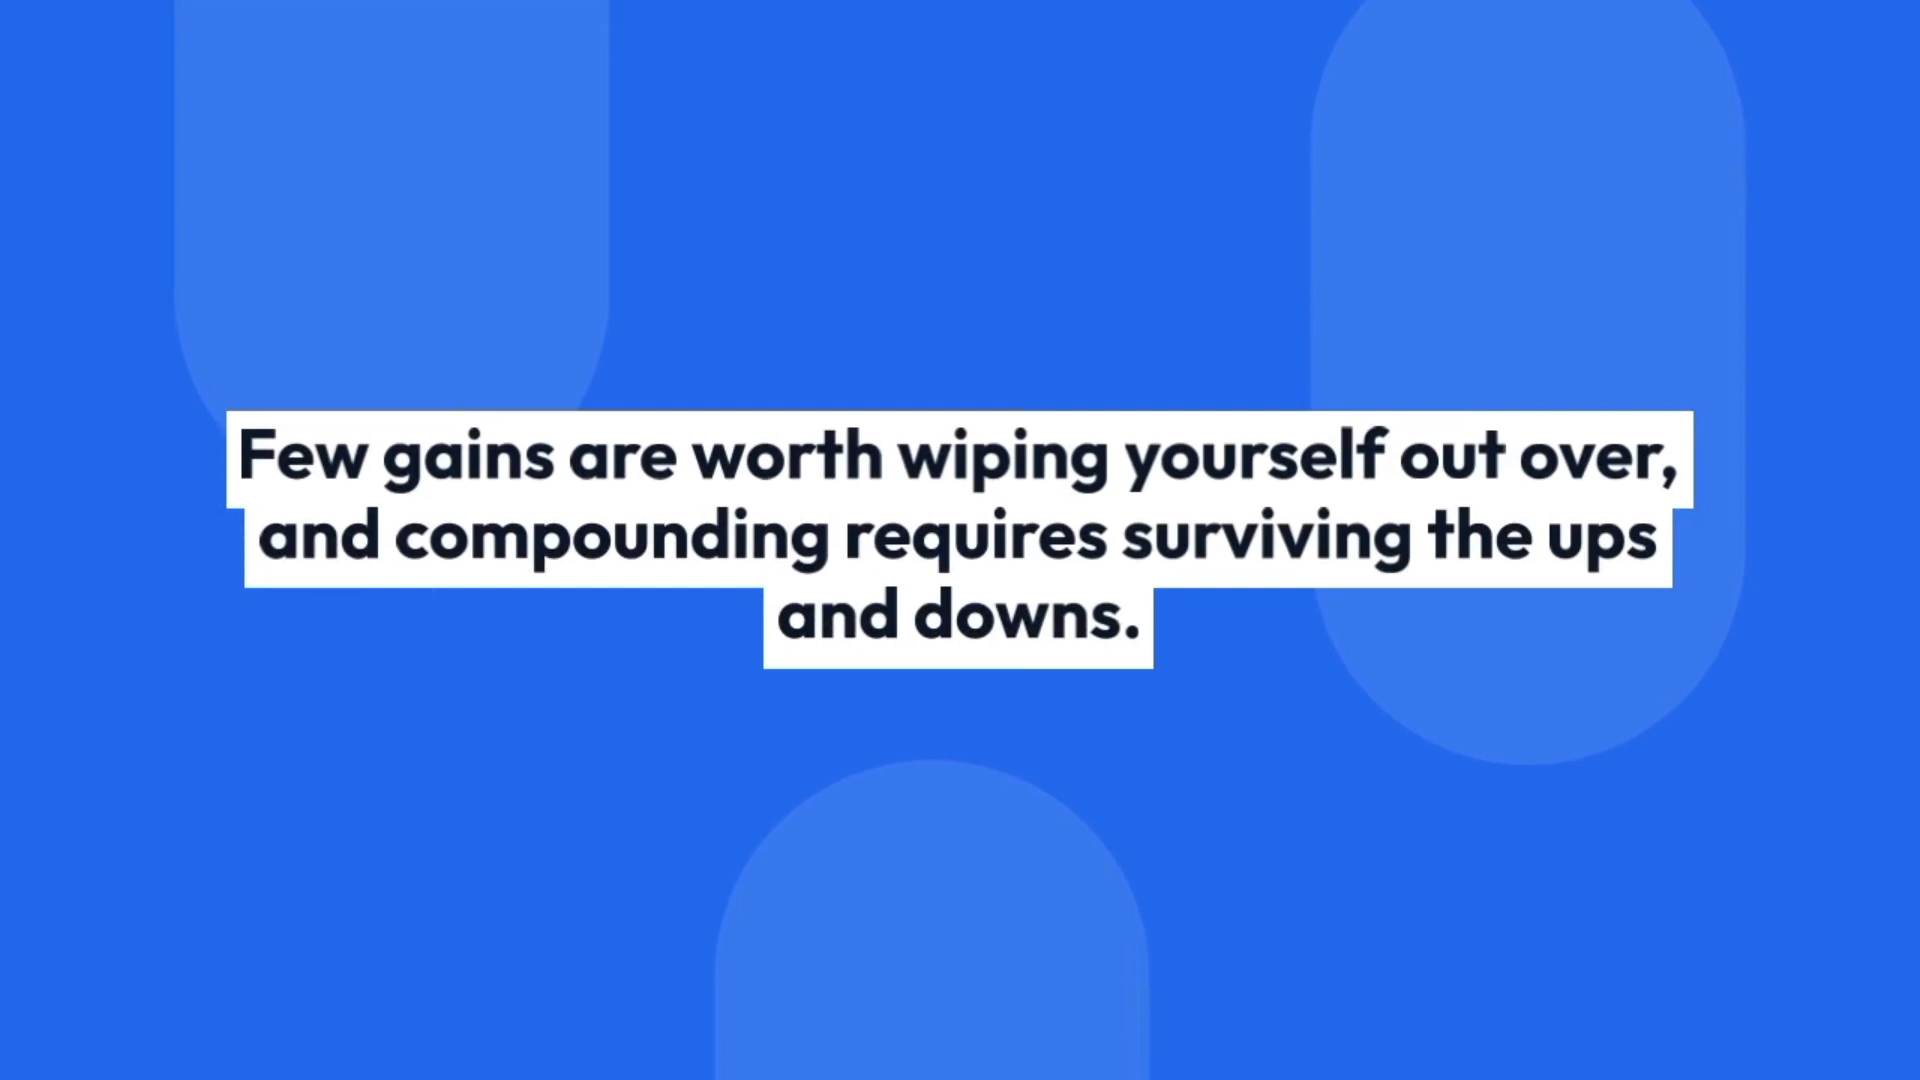 Few gains are worth wiping yourself out over,
and compounding requires surviving the ups
and downs.